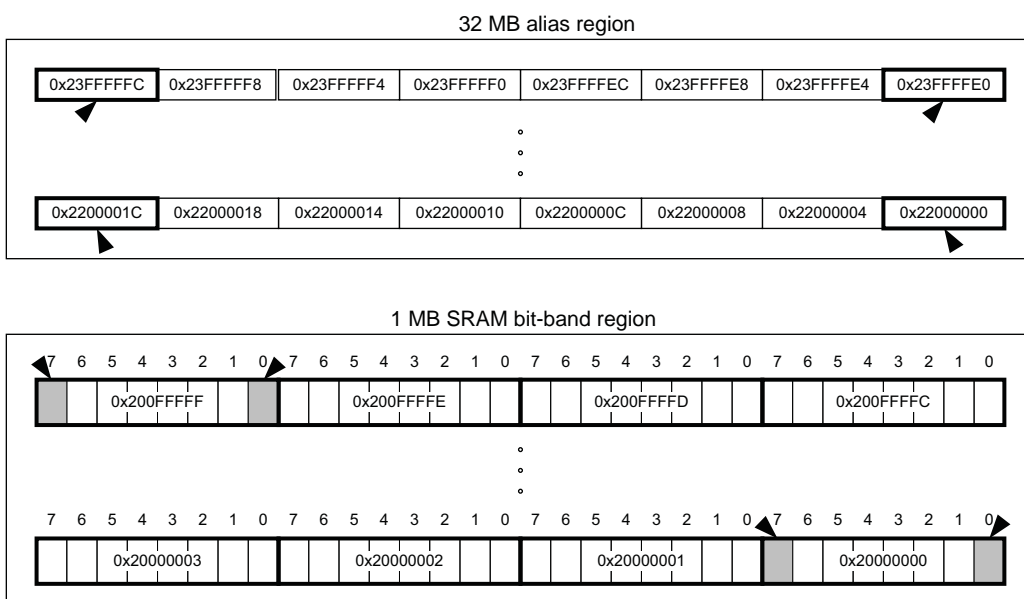 32 MB alias region
0x23FFFFFC 0x23FFFFF8 0x23FFFFF4 0x23FFFFF0 0x23FFFFEC 0x23FFFFE8 0x23FFFFE4 0x23FFFFE0
0x2200001C 0x22000018 0x22000014 0x22000010 0x2200000C 0x22000008 0x22000004 0x22000000
1 MB SRAM bit-band region
7 6 5 4 3 2 1 0 7 6 5 4 3 2 1 0 7 6 5 4 3 2 1 0 7 6 5 4 3 2 1 0
0x200FFFFF 0x200FFFFE 0x200FFFFD 0x200FFFFC
7 6 5 4 3 2 1 0 7 6 5 4 3 2 1 0 7 6 5 4 3 2 1 0 7 6 5 4 3 2 1 0
0x20000003 0x20000002 0x20000001 0x20000000